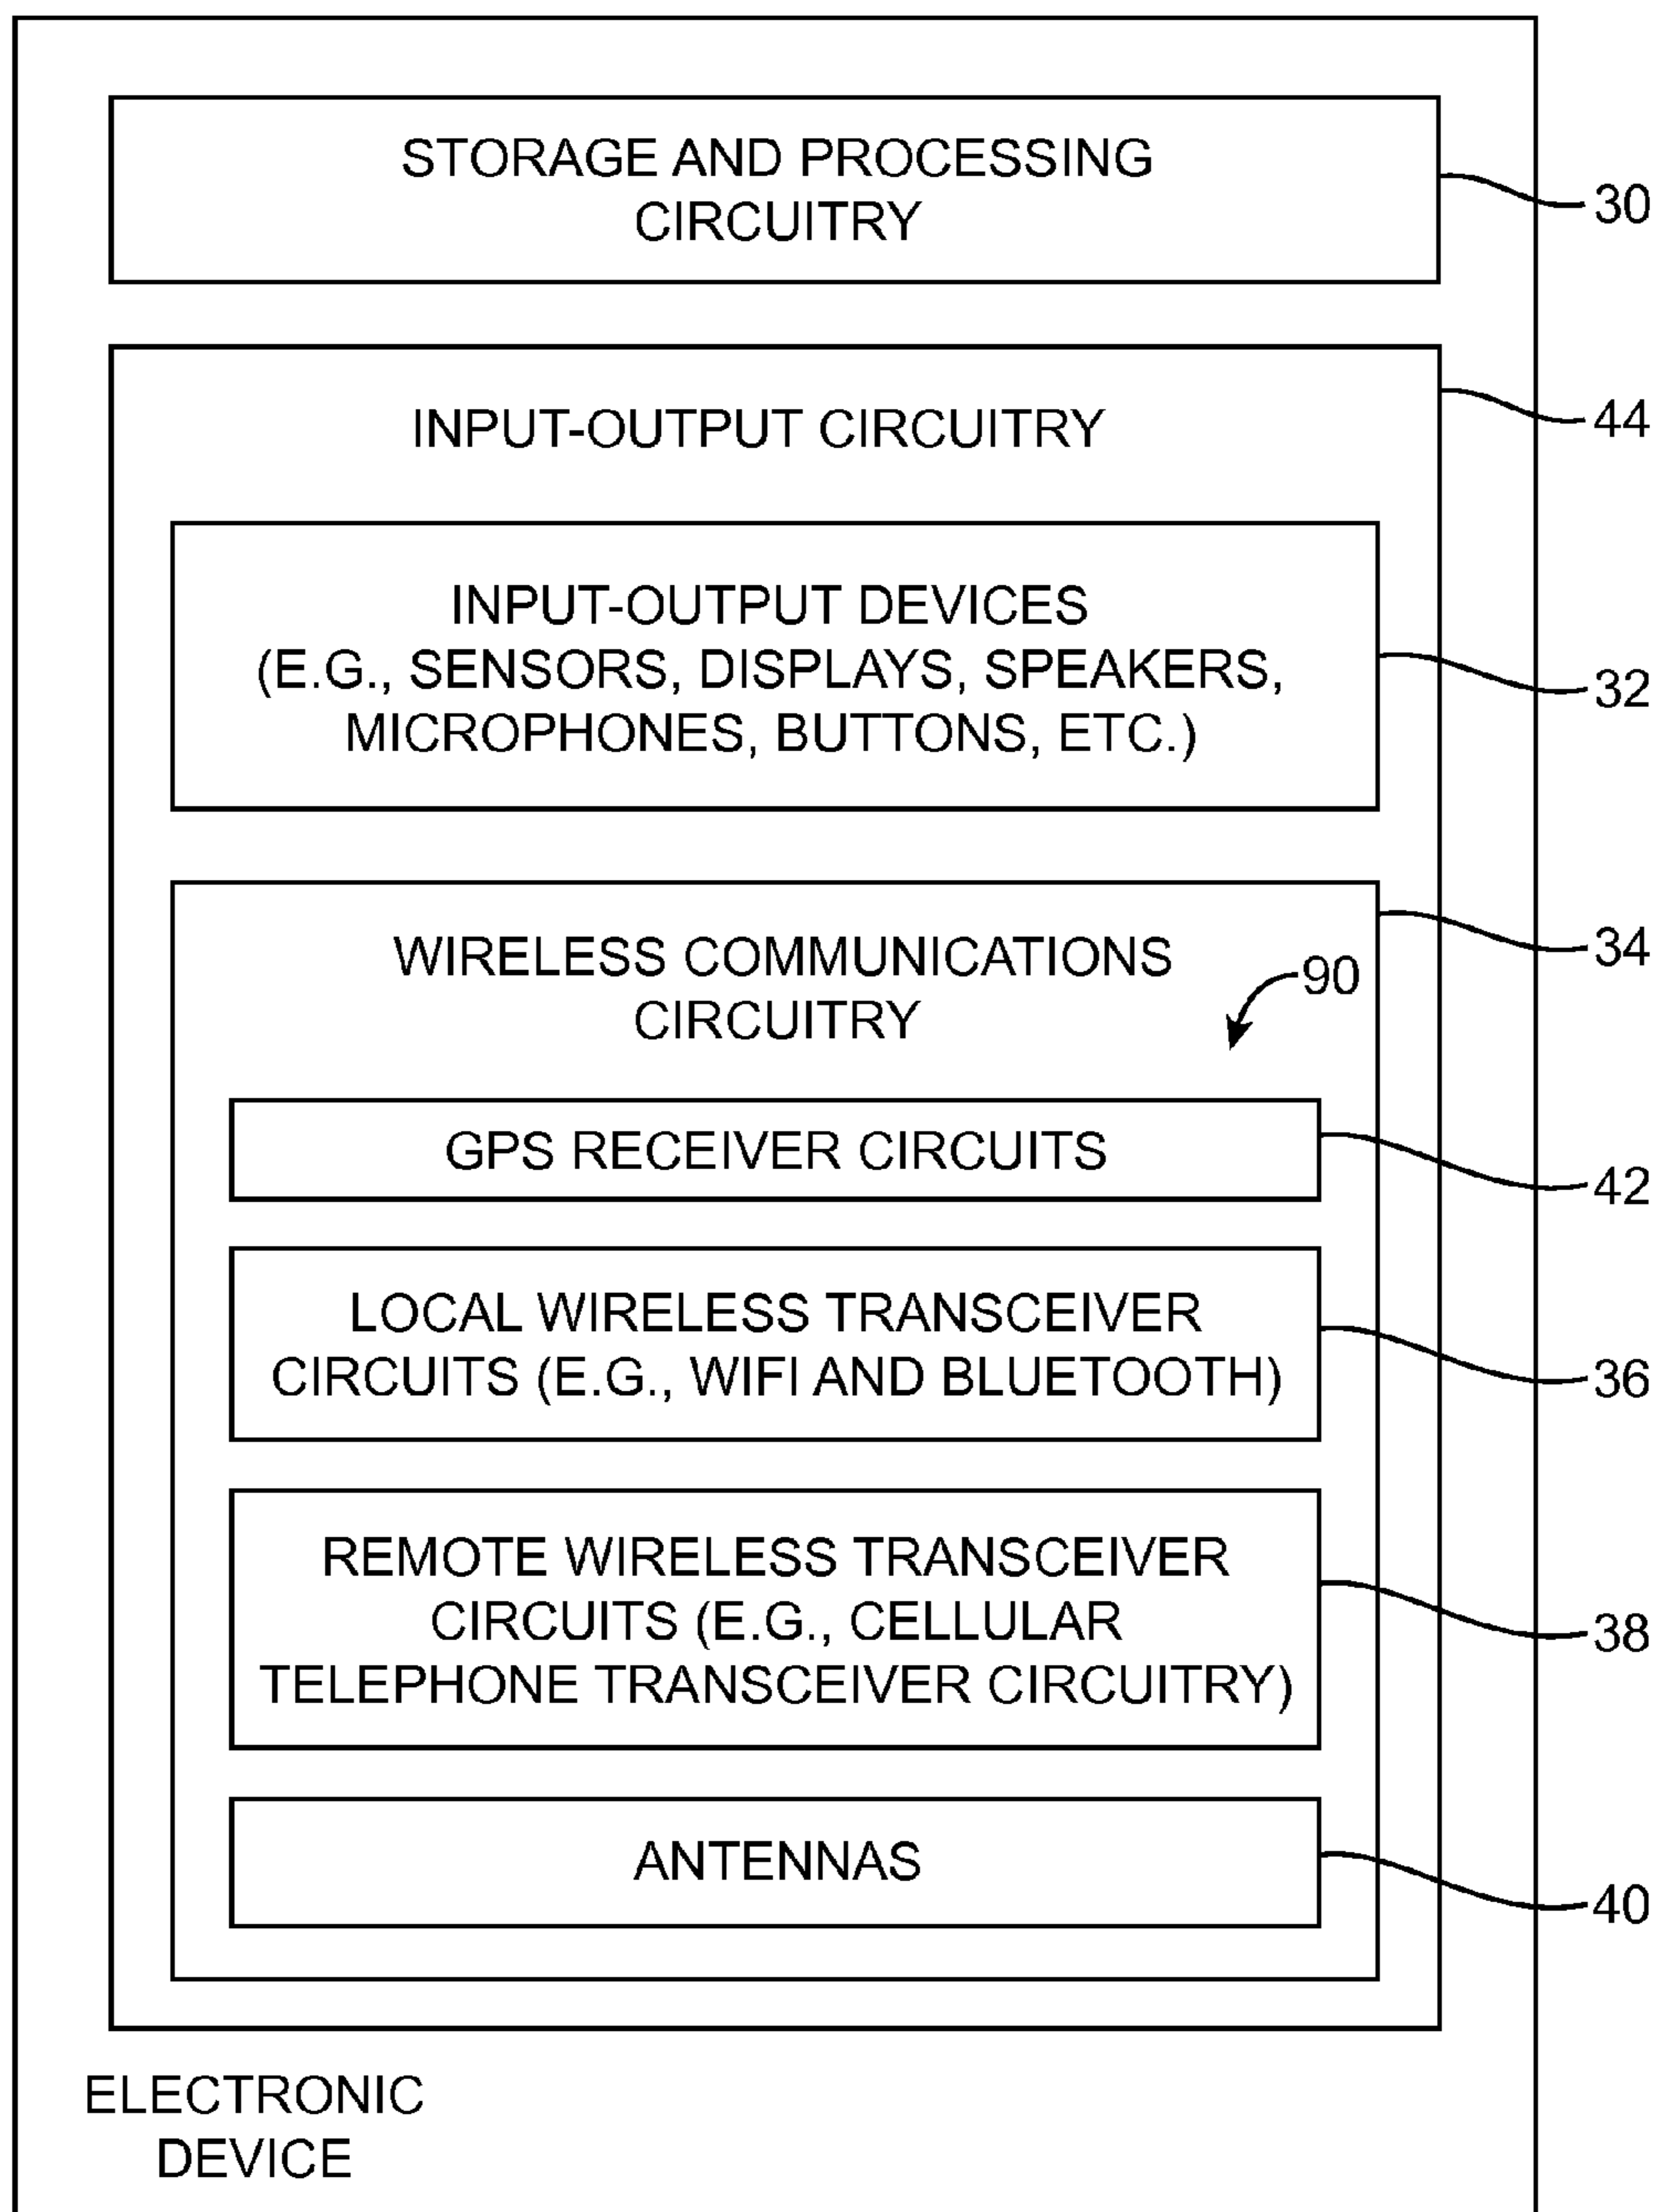 STORAGE AND PROCESSING
CIRCUITRY
30
INPUT-OUTPUT CIRCUITRY
44
INPUT-OUTPUT DEVICES
(E.G., SENSORS, DISPLAYS, SPEAKERS,
MICROPHONES, BUTTONS, ETC.)
32
WIRELESS COMMUNICATIONS
CIRCUITRY
34
90
GPS RECEIVER CIRCUITS
42
LOCAL WIRELESS TRANSCEIVER
CIRCUITS (E.G., WIFI AND BLUETOOTH)
36
REMOTE WIRELESS TRANSCEIVER
CIRCUITS (E.G., CELLULAR
TELEPHONE TRANSCEIVER CIRCUITRY)
38
ANTENNAS
40
ELECTRONIC
DEVICE